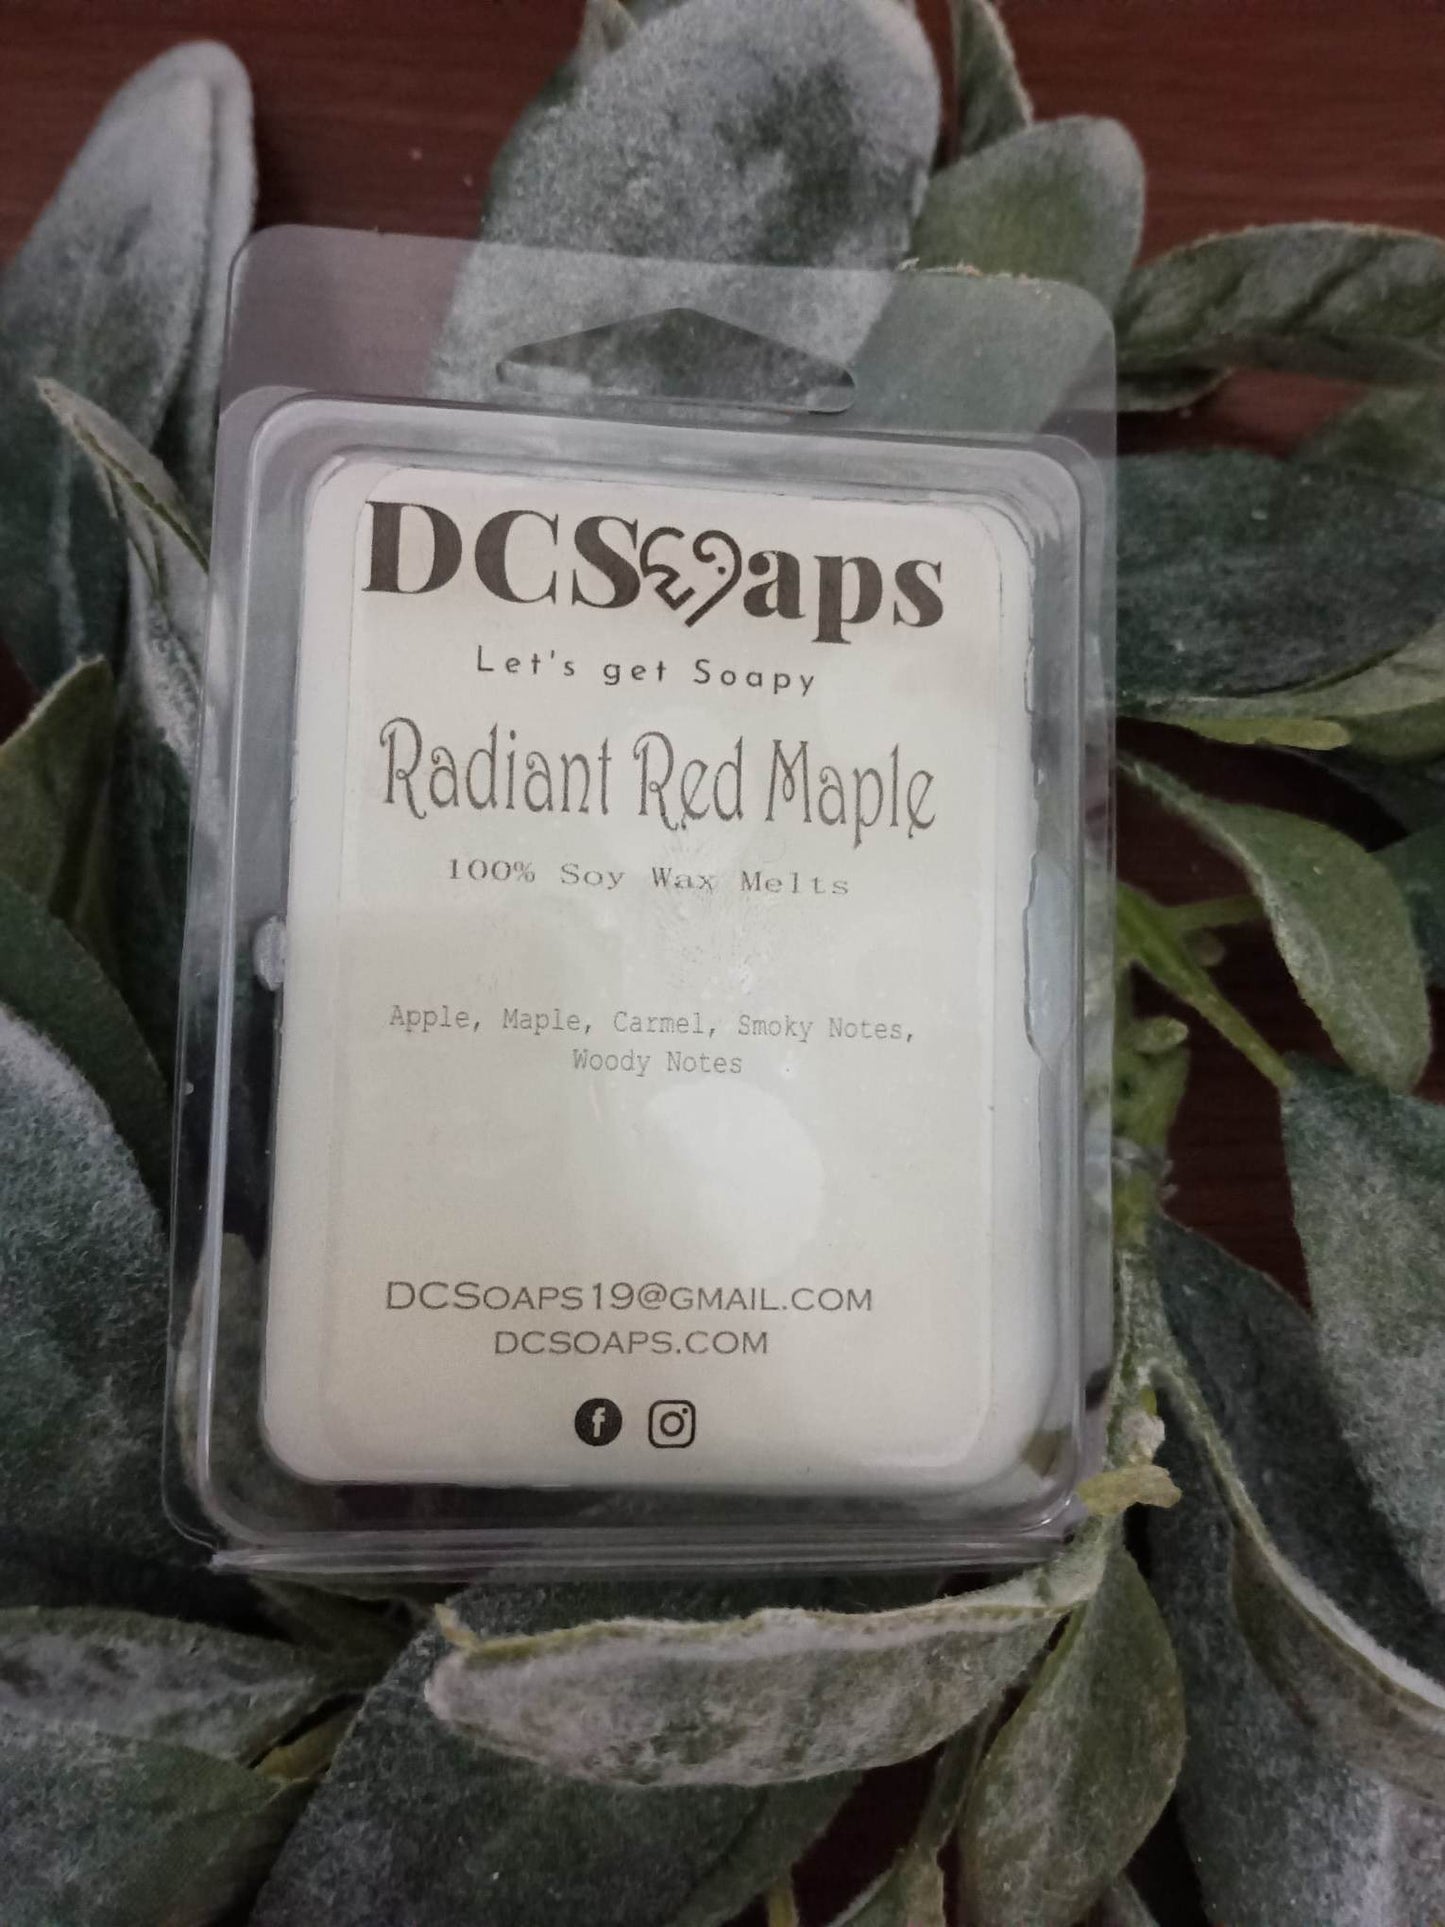 DCSoaps
Let's get Soapy
Radiant Red Maple
100% Soy Wax Melts
Apple, Maple, Carmel, Smoky Notes,
Woody Notes
DCSOAPS19@GMAIL.COM
DCSOAPS.COM